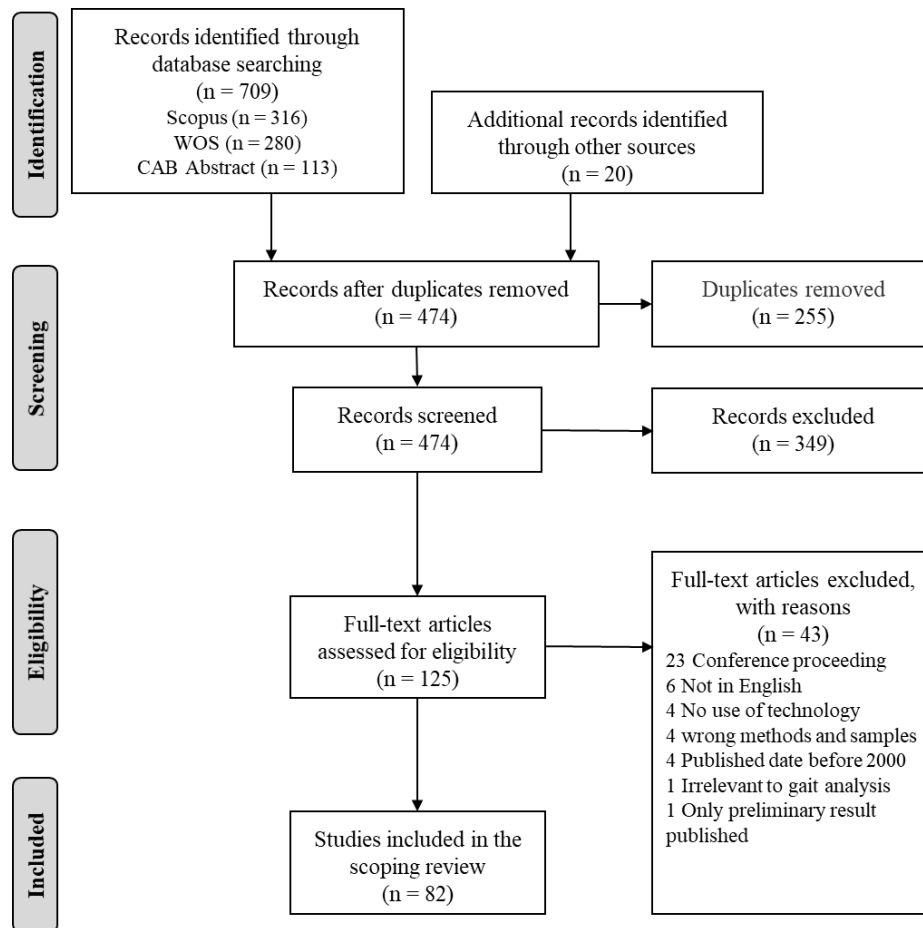 Identification
Records identified through
database searching
(n = 709)
Scopus (n = 316)
WOS (n = 280)
CAB Abstract (n = 113)
Additional records identified
through other sources
(n = 20)
Screening
Records after duplicates removed
(n = 474)
Duplicates removed
(n = 255)
Records screened
(n = 474)
Records excluded
(n = 349)
Eligibility
Full-text articles
assessed for eligibility
(n = 125)
Full-text articles excluded,
with reasons
(n = 43)
23 Conference proceeding
6 Not in English
4 No use of technology
4 wrong methods and samples
4 Published date before 2000
1 Irrelevant to gait analysis
1 Only preliminary result
published
Included
Studies included in the
scoping review
(n = 82)